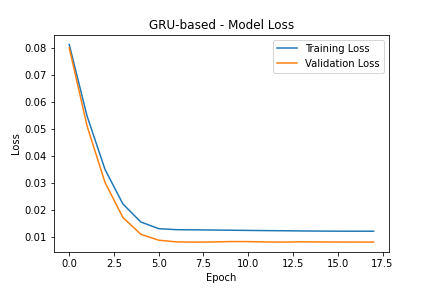 GRU-based - Model Loss
Training Loss
Validation Loss
Loss
0.08
0.07
0.06
0.05
0.04
0.03
0.02
0.01
0.0 2.5 5.0 7.5 10.0 12.5 15.0 17.5
Epoch